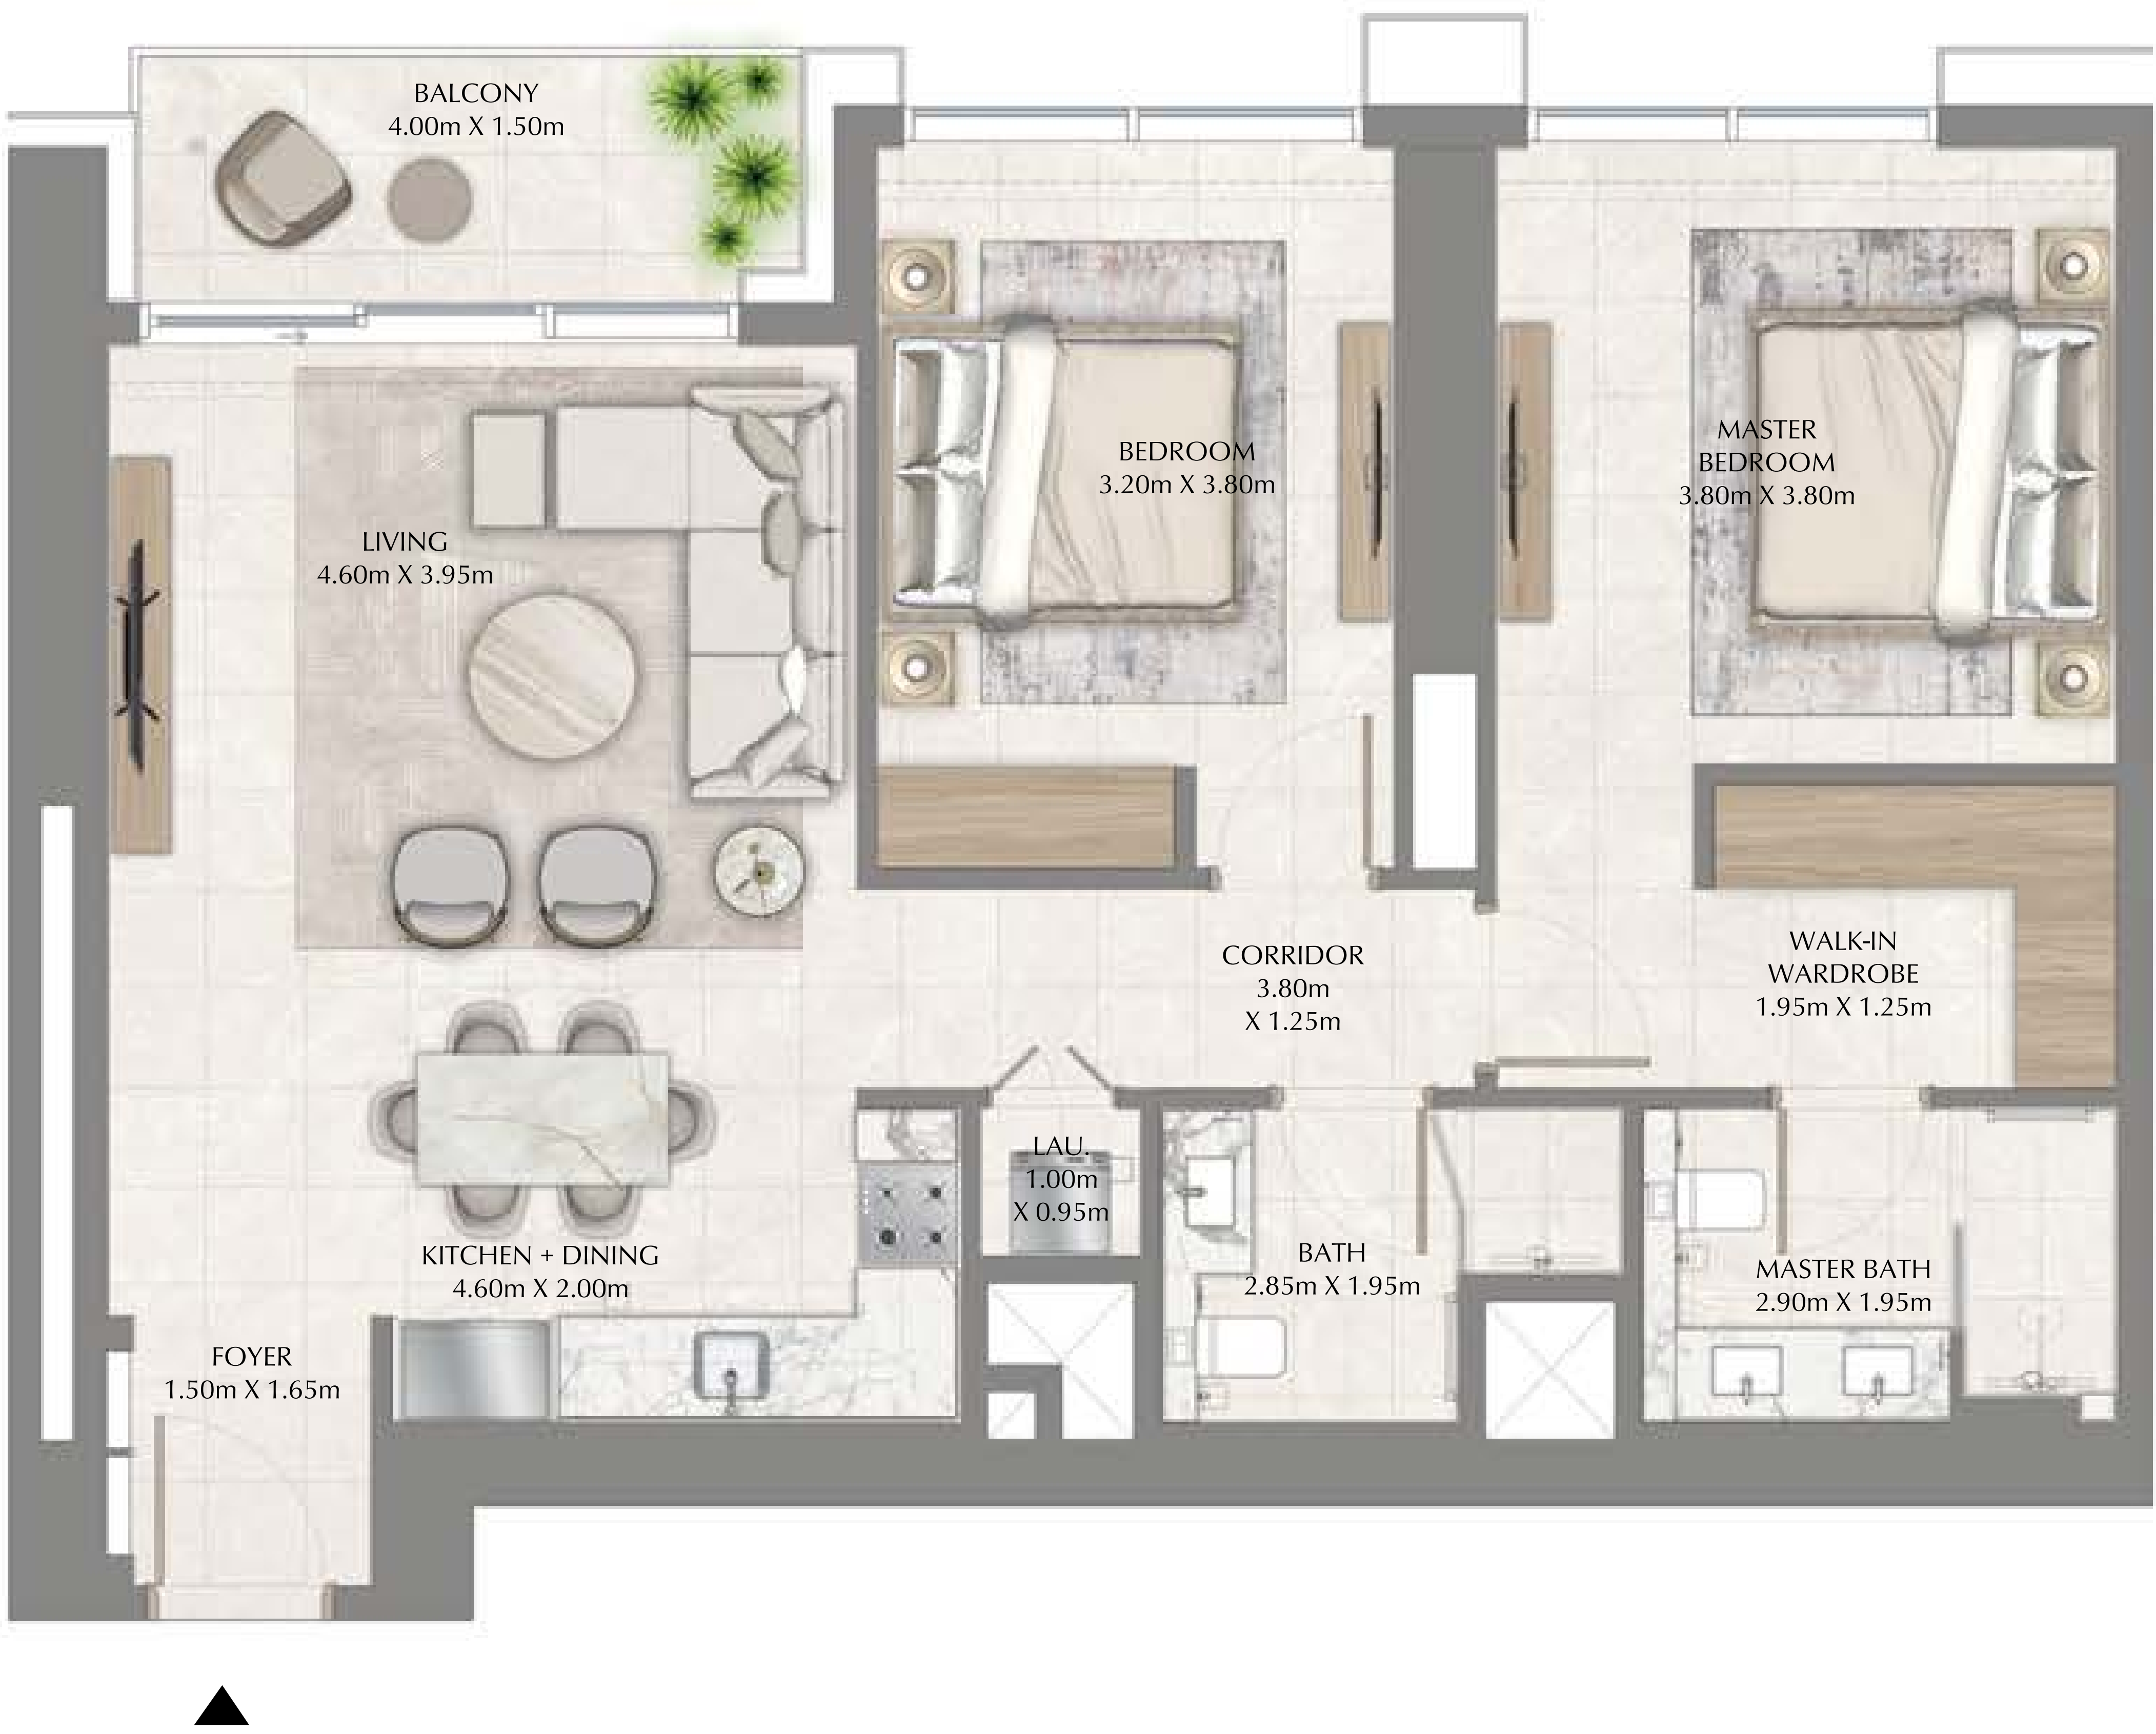 BALCONY
4.00m X 1.50m
BEDROOM
3.20m X 3.80m
MASTER
BEDROOM
3.80m X 3.80m
LIVING
4.60m X 3.95m
CORRIDOR
3.80m
X 1.25m
WALK-IN
WARDROBE
1.95m X 1.25m
LAU.
1.00m
X 0.95m
KITCHEN + DINING
4.60m X 2.00m
BATH
2.85m X 1.95m
MASTER BATH
2.90m X 1.95m
FOYER
1.50m X 1.65m